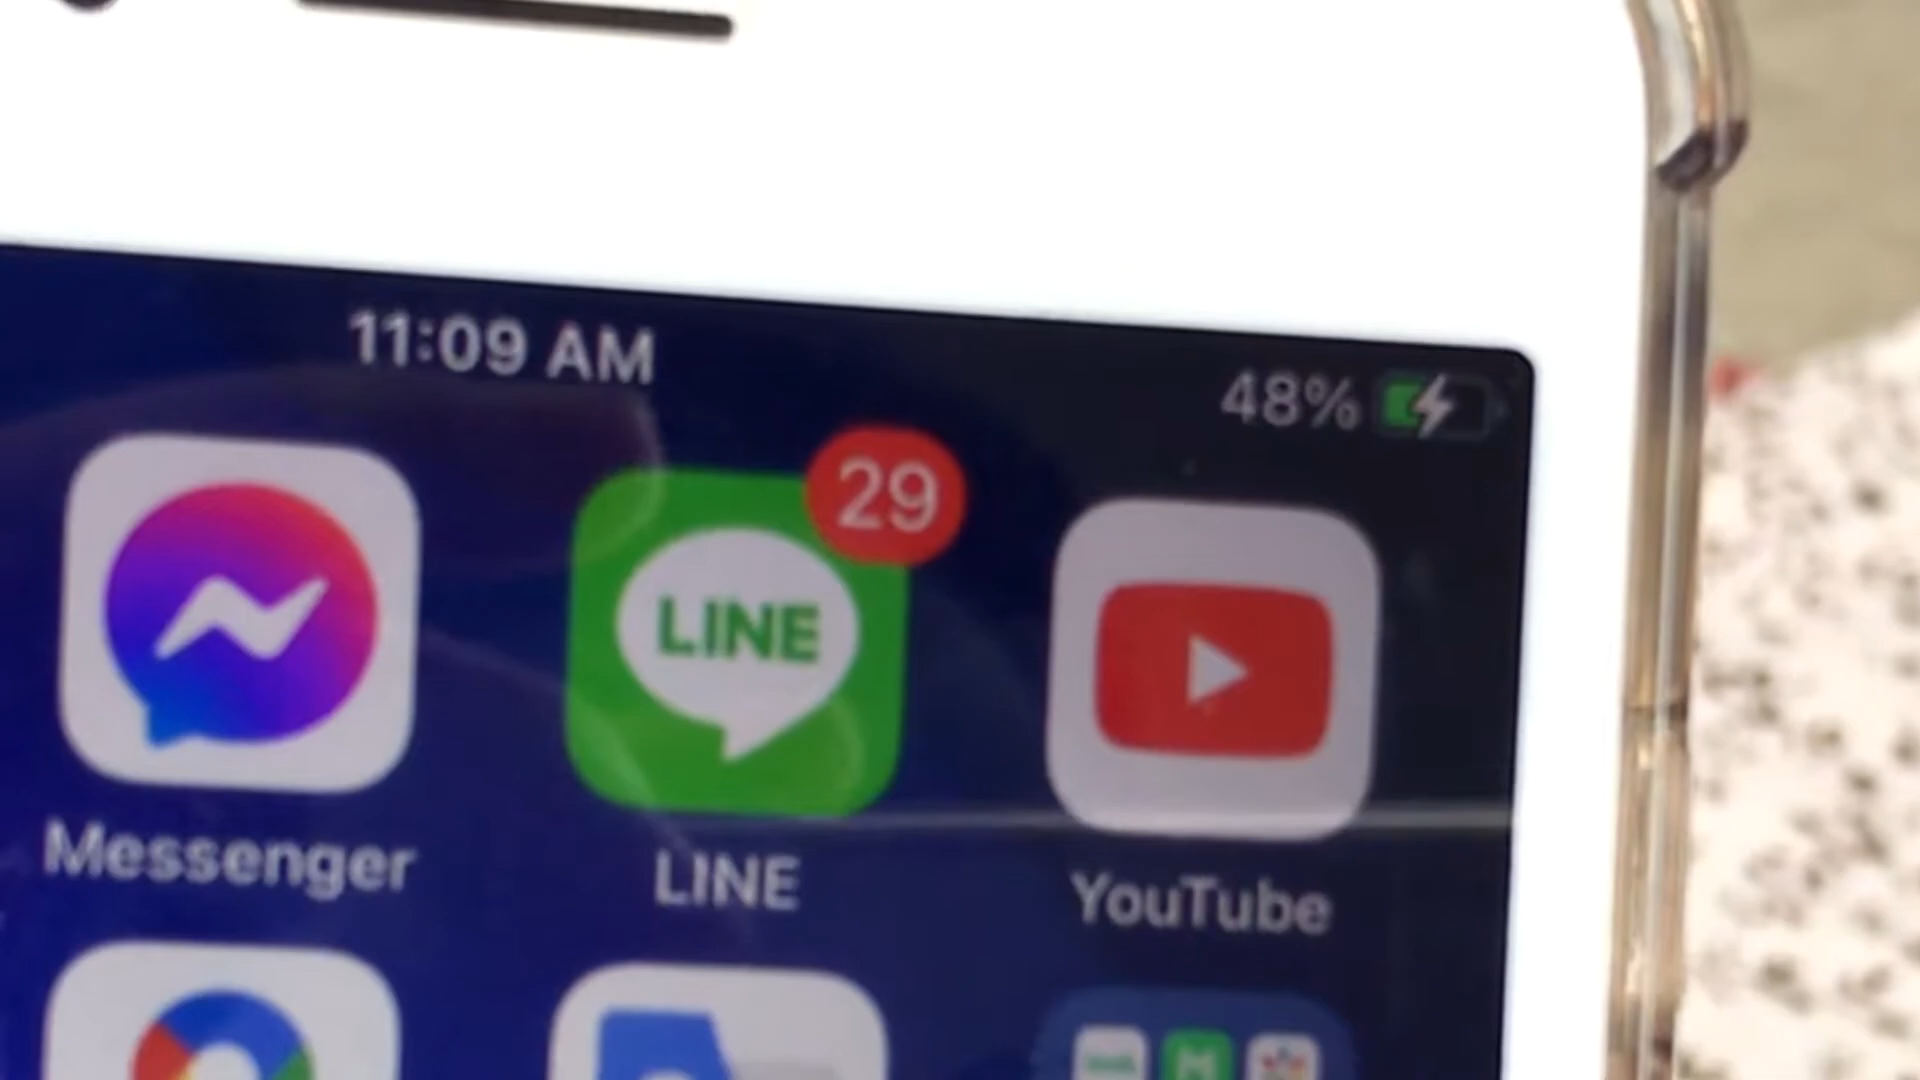 11:09 AM
48%
29
LINE
Messenger
LINE
YouTube